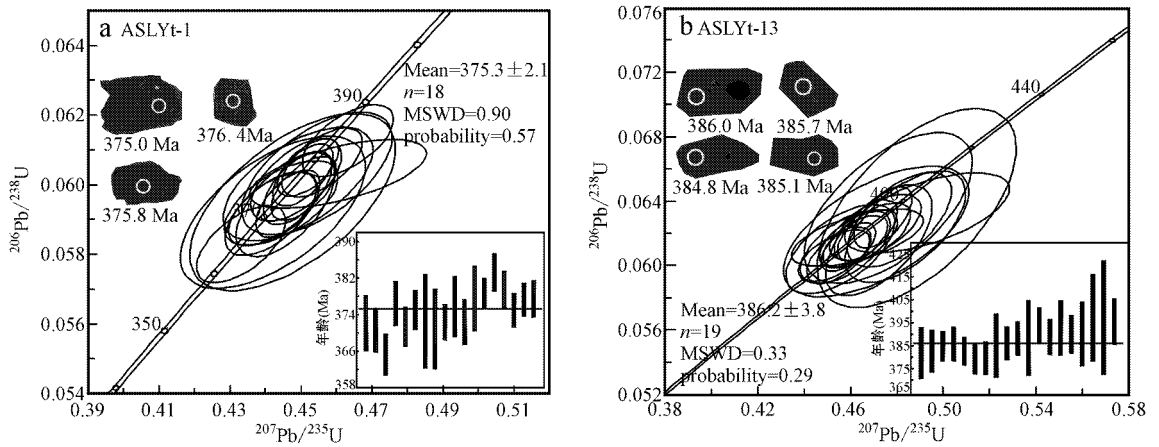 a ASLYt-1
0.064
0.062
0.060
0.058
0.056
0.054
206Pb/238U
0.39
0.41
0.43
0.45
0.47
0.49
0.51
207Pb/235U
375.0 Ma
376.4Ma
375.8 Ma
390
350
Mean=375.3±2.1
n=18
MSWD=0.90
probability=0.57
年龄(Ma)
390
382
374
366
358
b ASLYt-13
0.076
0.072
0.068
0.064
0.060
0.056
0.052
206Pb/238U
0.38
0.42
0.46
0.50
0.54
0.58
207Pb/235U
386.0 Ma
385.7 Ma
384.8 Ma
385.1 Ma
440
Mean=386.2±3.8
n=19
MSWD=0.33
probability=0.29
年龄(Ma)
415
405
395
385
375
365